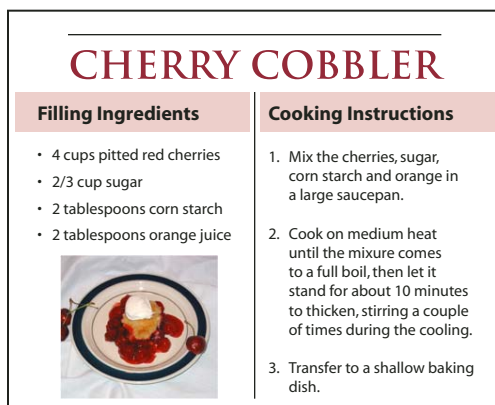 CHERRY COBBLER
Filling Ingredients
• 4 cups pitted red cherries
• 2/3 cup sugar
• 2 tablespoons corn starch
• 2 tablespoons orange juice
Cooking Instructions
1. Mix the cherries, sugar,
corn starch and orange in
a large saucepan.
2. Cook on medium heat
until the mixure comes
to a full boil, then let it
stand for about 10 minutes
to thicken, stirring a couple
of times during the cooling.
3. Transfer to a shallow baking
dish.